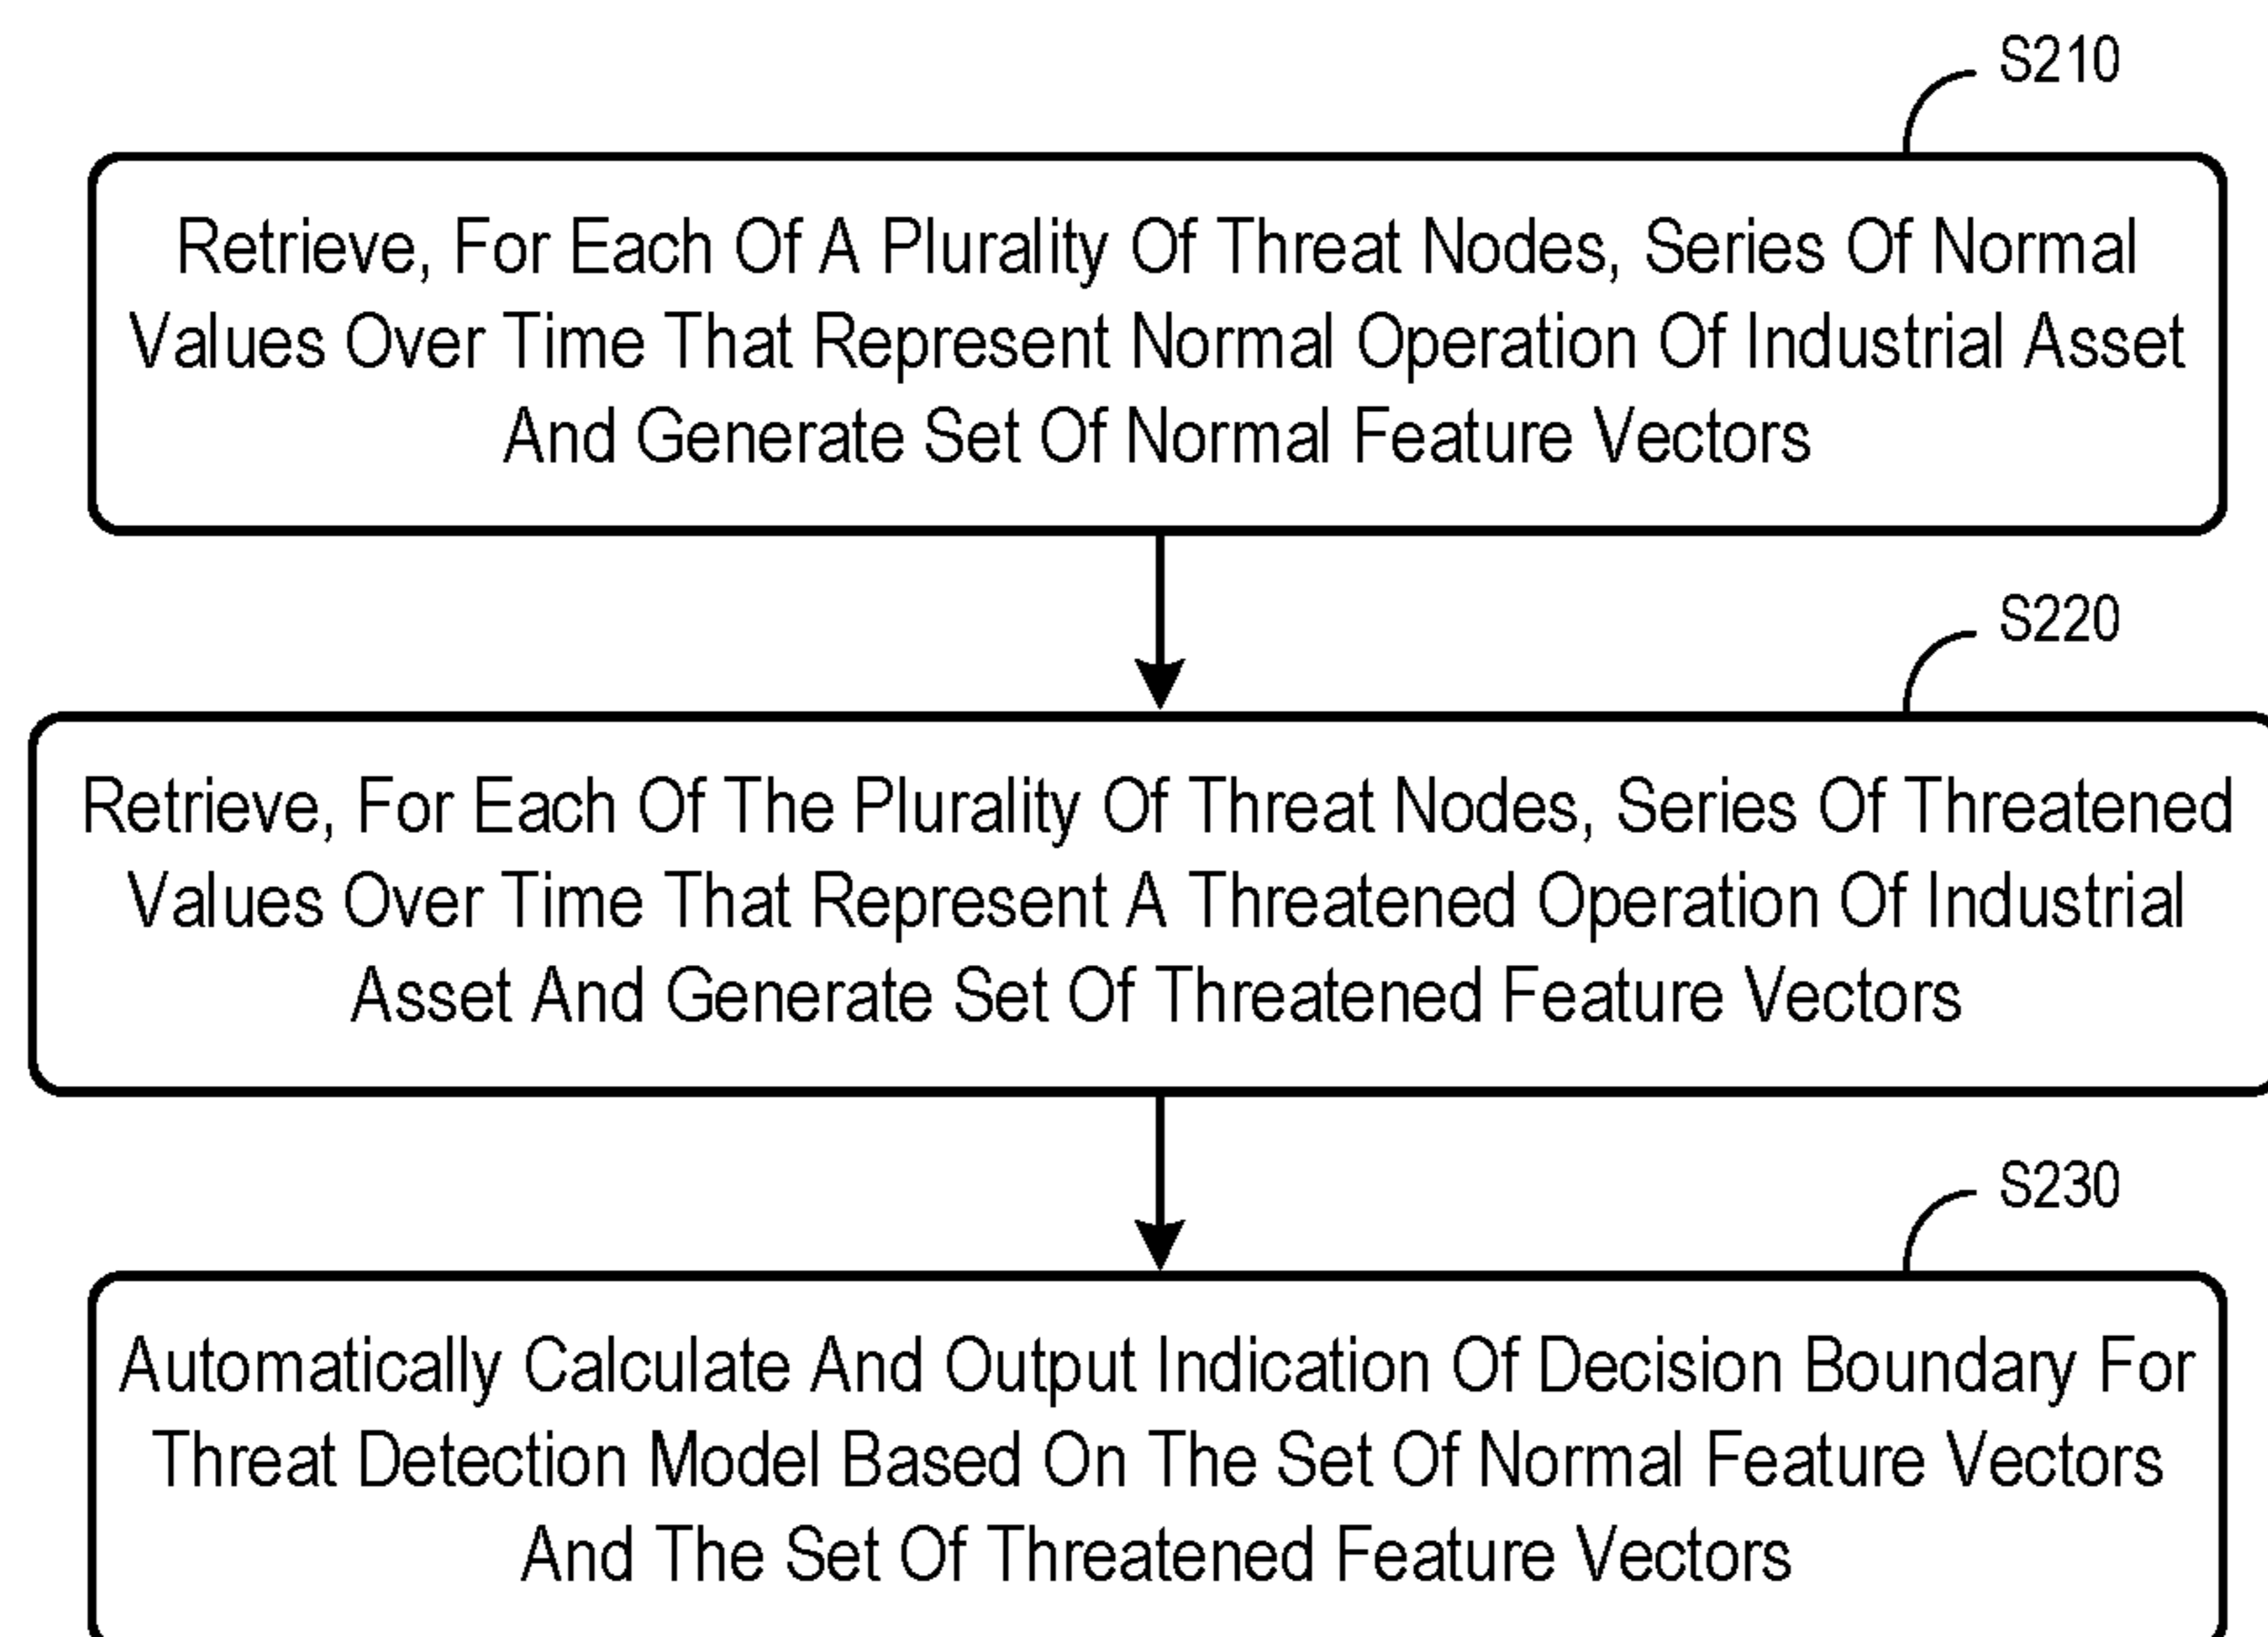 S210
Retrieve, For Each Of A Plurality Of Threat Nodes, Series Of Normal
Values Over Time That Represent Normal Operation Of Industrial Asset
And Generate Set Of Normal Feature Vectors
S220
Retrieve, For Each Of The Plurality Of Threat Nodes, Series Of Threatened
Values Over Time That Represent A Threatened Operation Of Industrial
Asset And Generate Set Of Threatened Feature Vectors
S230
Automatically Calculate And Output Indication Of Decision Boundary For
Threat Detection Model Based On The Set Of Normal Feature Vectors
And The Set Of Threatened Feature Vectors